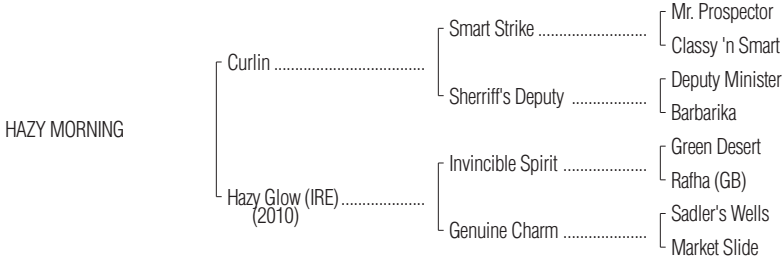 Mr. Prospector
Smart Strike ..........................
Classy 'n Smart
Curlin ....................................
Deputy Minister
Sherriff's Deputy ..................
Barbarika
HAZY MORNING
Green Desert
Invincible Spirit ....................
Rafha (GB)
Hazy Glow (IRE) ....................
(2010)
Sadler's Wells
Genuine Charm ....................
Market Slide